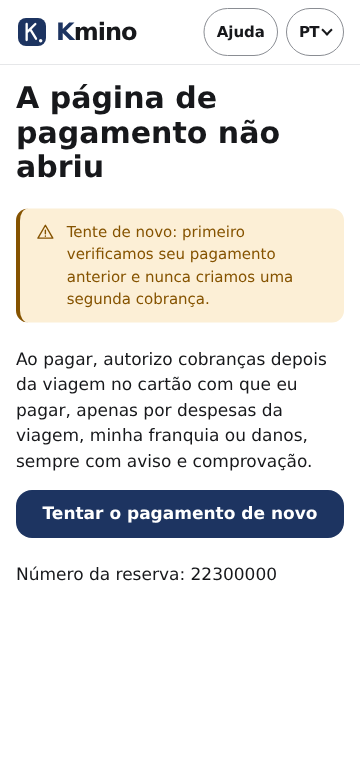 K. Kmino
Ajuda
PT
A página de
pagamento não
abriu
Tente de novo: primeiro
verificamos seu pagamento
anterior e nunca criamos uma
segunda cobrança.
Ao pagar, autorizo cobranças depois
da viagem no cartão com que eu
pagar, apenas por despesas da
viagem, minha franquia ou danos,
sempre com aviso e comprovação.
Tentar o pagamento de novo
Número da reserva: 22300000